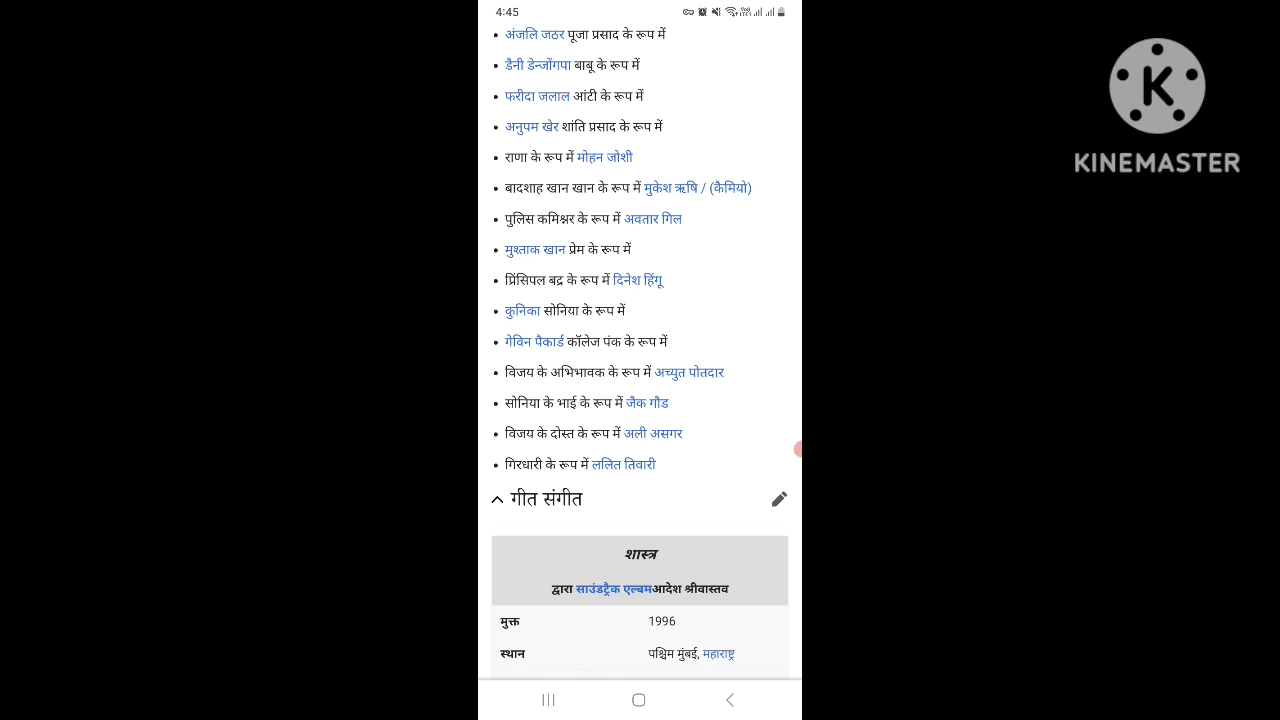 4:45
KINEMASTER
अंजलि जठर पूजा प्रसाद के रूप में
डैनी डेन्जोंगपा बाबू के रूप में
फरीदा जलाल आंटी के रूप में
अनुपम खेर शांति प्रसाद के रूप में
राणा के रूप में मोहन जोशी
बादशाह खान खान के रूप में मुकेश ऋषि / (कैमियो)
पुलिस कमिश्नर के रूप में अवतार गिल
मुश्ताक खान प्रेम के रूप में
प्रिंसिपल बद्र के रूप में दिनेश हिंगू
कुनिका सोनिया के रूप में
गेविन पैकार्ड कॉलेज पंक के रूप में
विजय के अभिभावक के रूप में अच्युत पोतदार
सोनिया के भाई के रूप में जैक गौड
विजय के दोस्त के रूप में अली असगर
गिरधारी के रूप में ललित तिवारी
गीत संगीत
शास्त्र
द्वारा साउंडट्रैक एल्बमआदेश श्रीवास्तव
मुक्त 1996
स्थान पश्चिम मुंबई, महाराष्ट्र